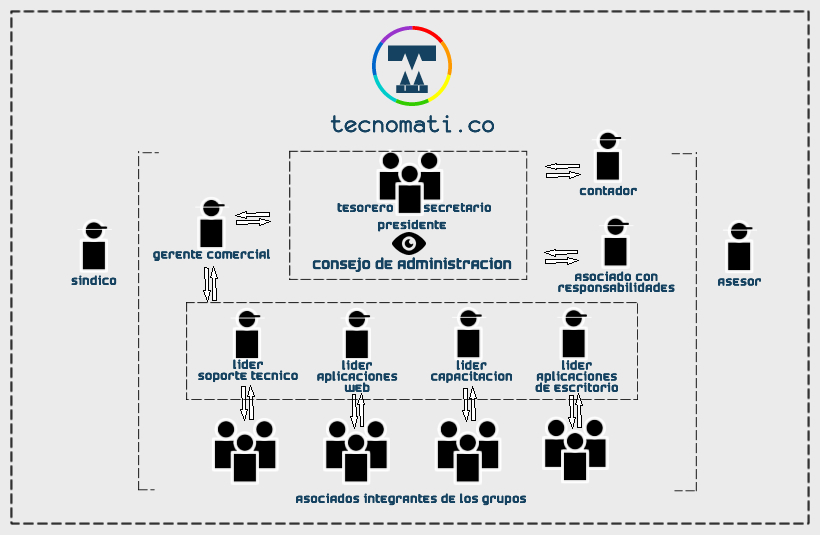 tecnomati.co
contador
tesorero secretario
presidente
consejo de administracion
gerente comercial
sindico
asociado con
responsabilidades
asesor
lider
soporte tecnico
lider
aplicaciones
web
lider
capacitacion
lider
aplicaciones
de escritorio
asociados integrantes de los grupos